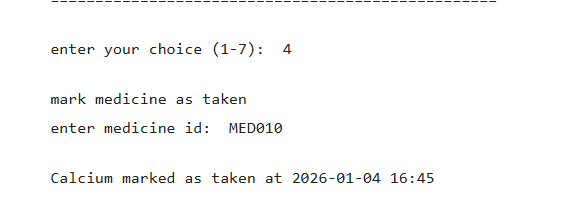 --------------------------------------------------
enter your choice (1-7):  4
mark medicine as taken
enter medicine id:  MED010
Calcium marked as taken at 2026-01-04 16:45